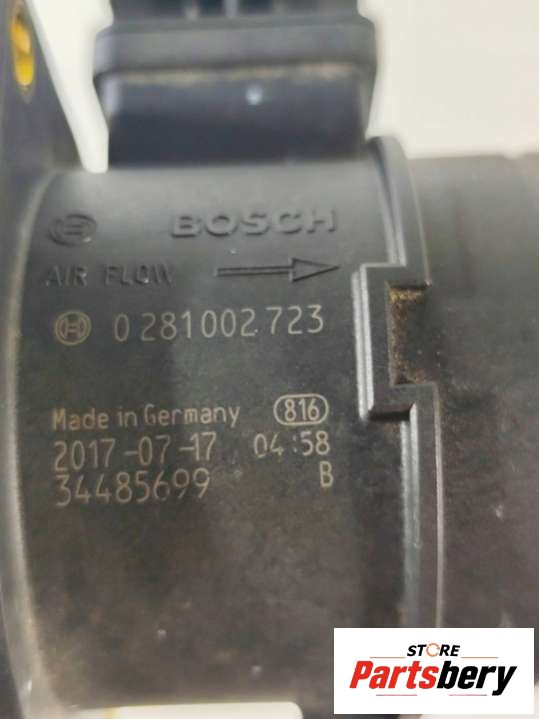 BOSCH
AIR FLOW
0 281 002 723
Made in Germany 816
2017-07-17 04:58
34485699 B
STORE
Partsbery